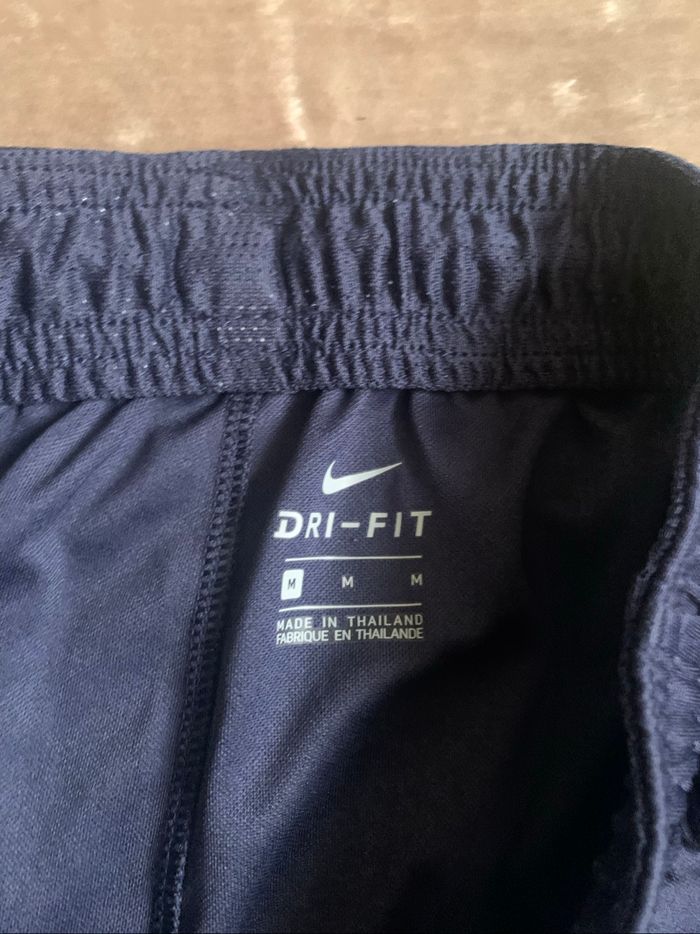 DRI-FIT
M M M
MADE IN THAILAND
FABRIQUE EN THAILANDE